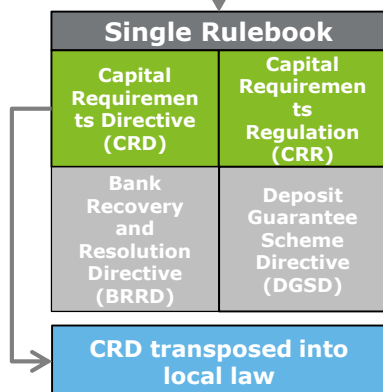 Single Rulebook
Capital
Requiremen
ts Directive
(CRD)
Capital
Requiremen
ts
Regulation
(CRR)
Bank
Recovery
and
Resolution
Directive
(BRRD)
Deposit
Guarantee
Scheme
Directive
(DGSD)
CRD transposed into
local law